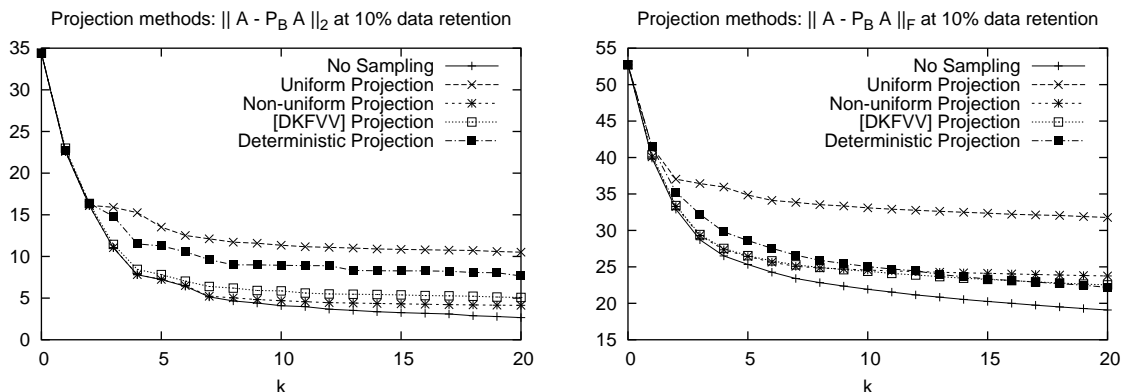 Projection methods: || A - P_B A ||_2 at 10% data retention
35
30
25
20
15
10
5
0
0 5 10 15 20
k
No Sampling
Uniform Projection
Non-uniform Projection
[DKFVV] Projection
Deterministic Projection
Projection methods: || A - P_B A ||_F at 10% data retention
55
50
45
40
35
30
25
20
15
0 5 10 15 20
k
No Sampling
Uniform Projection
Non-uniform Projection
[DKFVV] Projection
Deterministic Projection